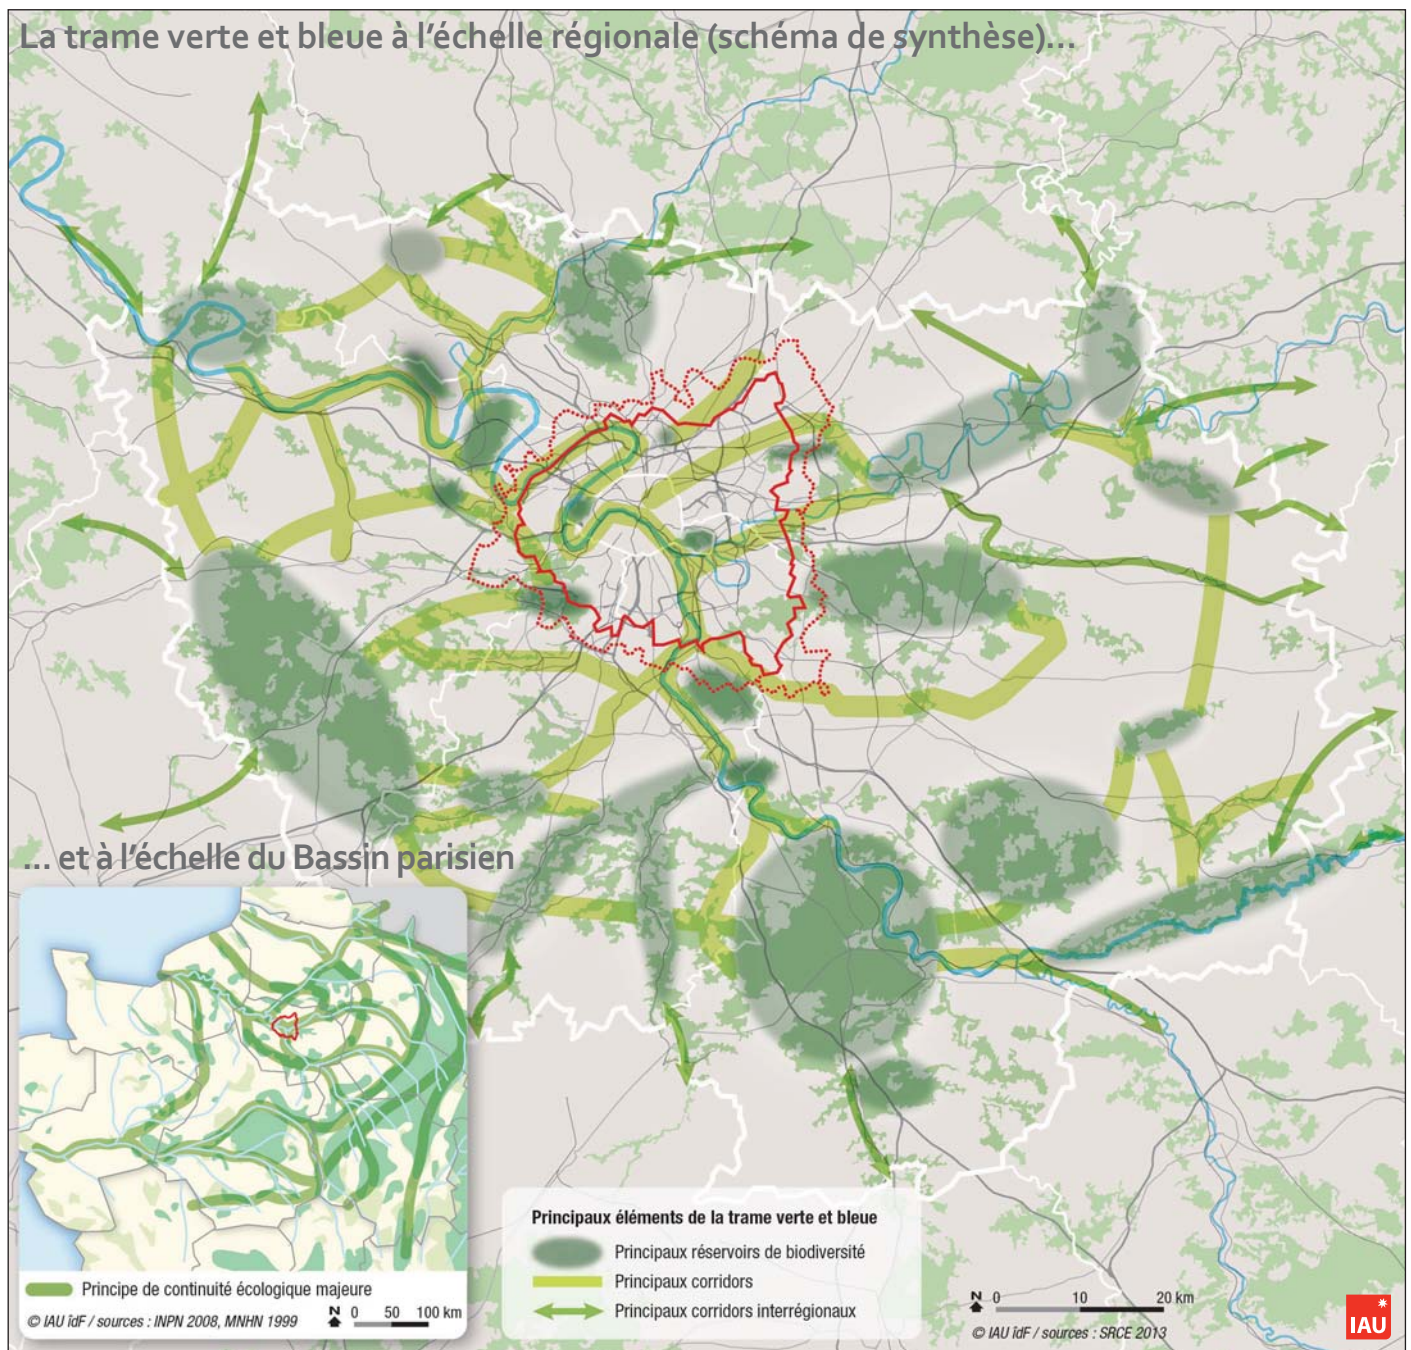 La trame verte et bleue à l'échelle régionale (schéma de synthèse)...
... et à l'échelle du Bassin parisien
Principe de continuité écologique majeure
© IAU îdF / sources : INPN 2008, MNHN 1999
N 0 50 100 km
Principaux éléments de la trame verte et bleue
Principaux réservoirs de biodiversité
Principaux corridors
Principaux corridors interrégionaux
N 0 10 20 km
© IAU îdF / sources : SRCE 2013
IAU